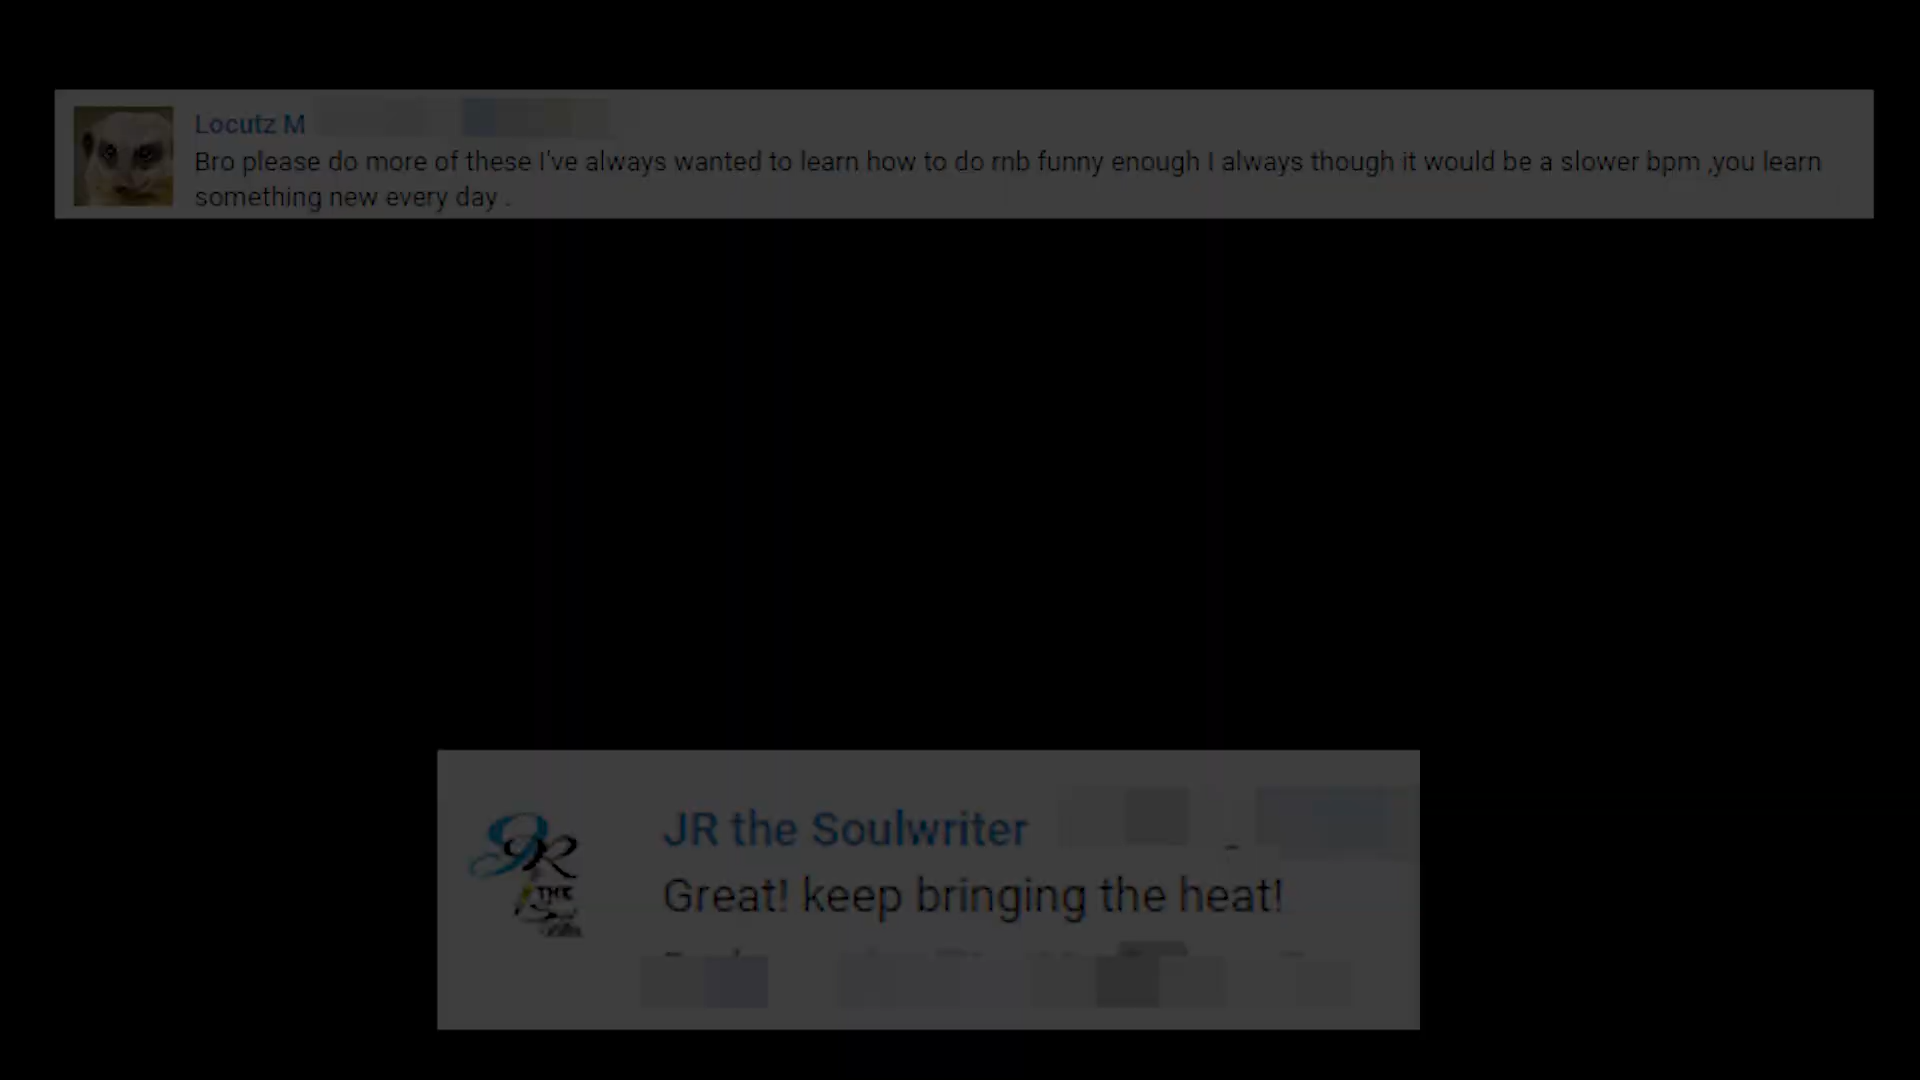 Locutz M
Bro please do more of these I've always wanted to learn how to do rnb funny enough I always though it would be a slower bpm ,you learn
something new every day .
JR the Soulwriter
Great! keep bringing the heat!
THE